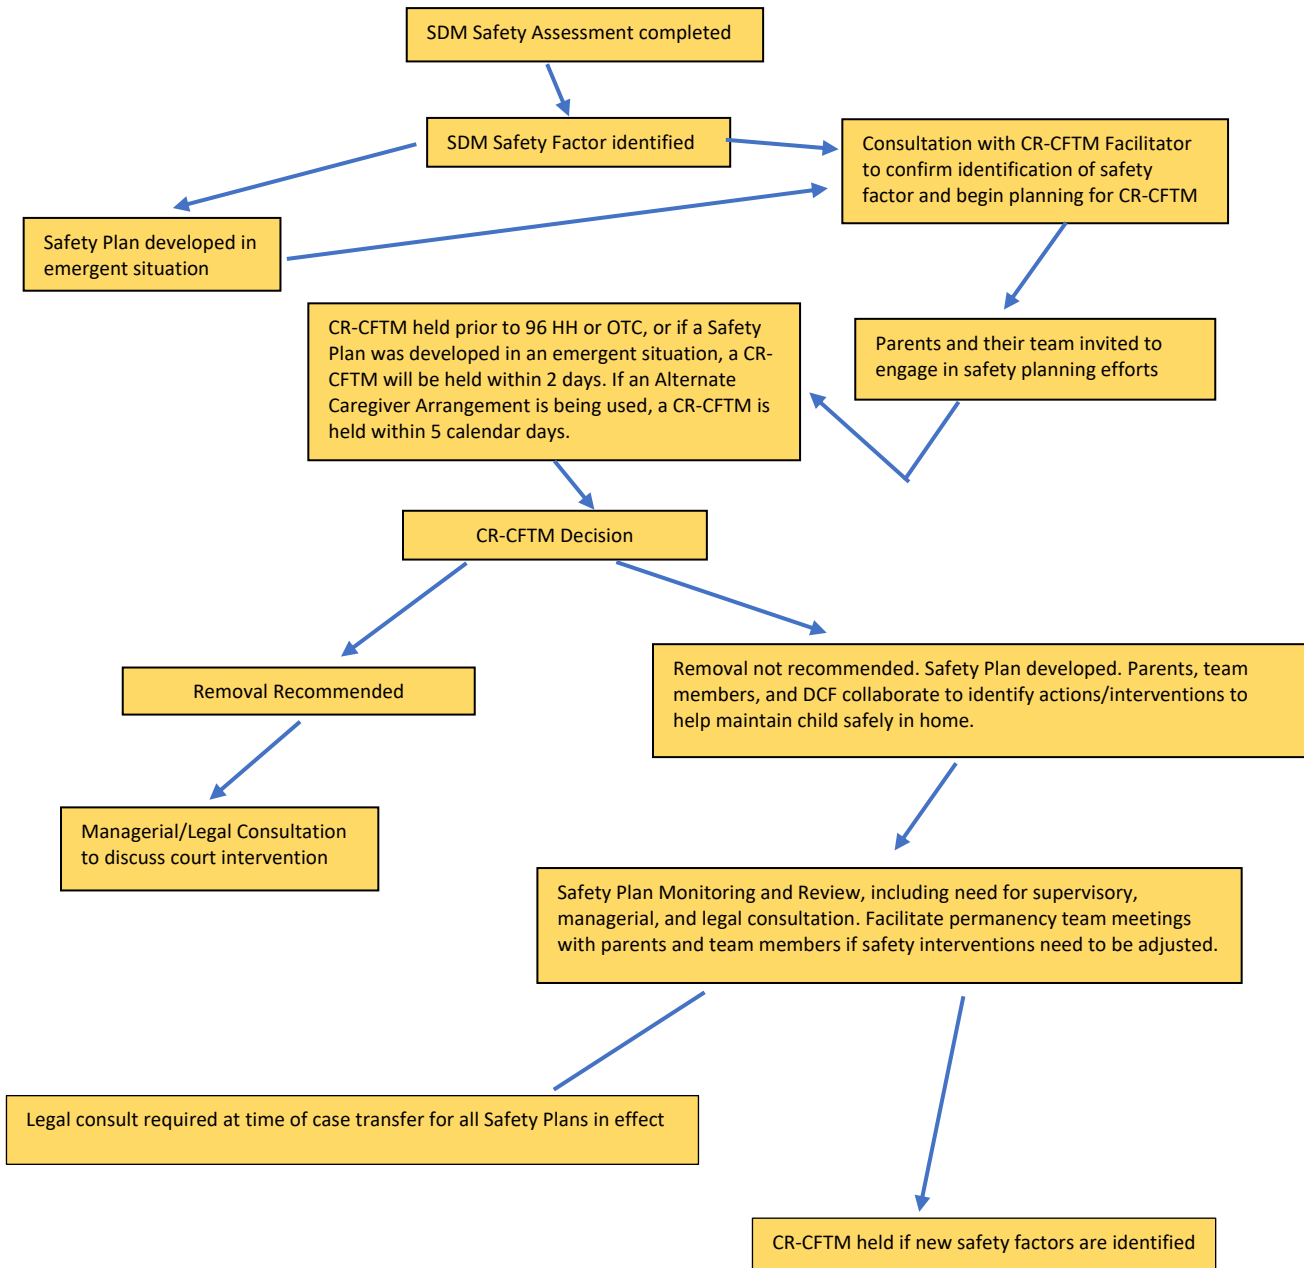 SDM Safety Assessment completed
SDM Safety Factor identified
Consultation with CR-CFTM Facilitator
to confirm identification of safety
factor and begin planning for CR-CFTM
Safety Plan developed in
emergent situation
CR-CFTM held prior to 96 HH or OTC, or if a Safety
Plan was developed in an emergent situation, a CR-
CFTM will be held within 2 days. If an Alternate
Caregiver Arrangement is being used, a CR-CFTM is
held within 5 calendar days.
Parents and their team invited to
engage in safety planning efforts
CR-CFTM Decision
Removal Recommended
Removal not recommended. Safety Plan developed. Parents, team
members, and DCF collaborate to identify actions/interventions to
help maintain child safely in home.
Managerial/Legal Consultation
to discuss court intervention
Safety Plan Monitoring and Review, including need for supervisory,
managerial, and legal consultation. Facilitate permanency team meetings
with parents and team members if safety interventions need to be adjusted.
Legal consult required at time of case transfer for all Safety Plans in effect
CR-CFTM held if new safety factors are identified